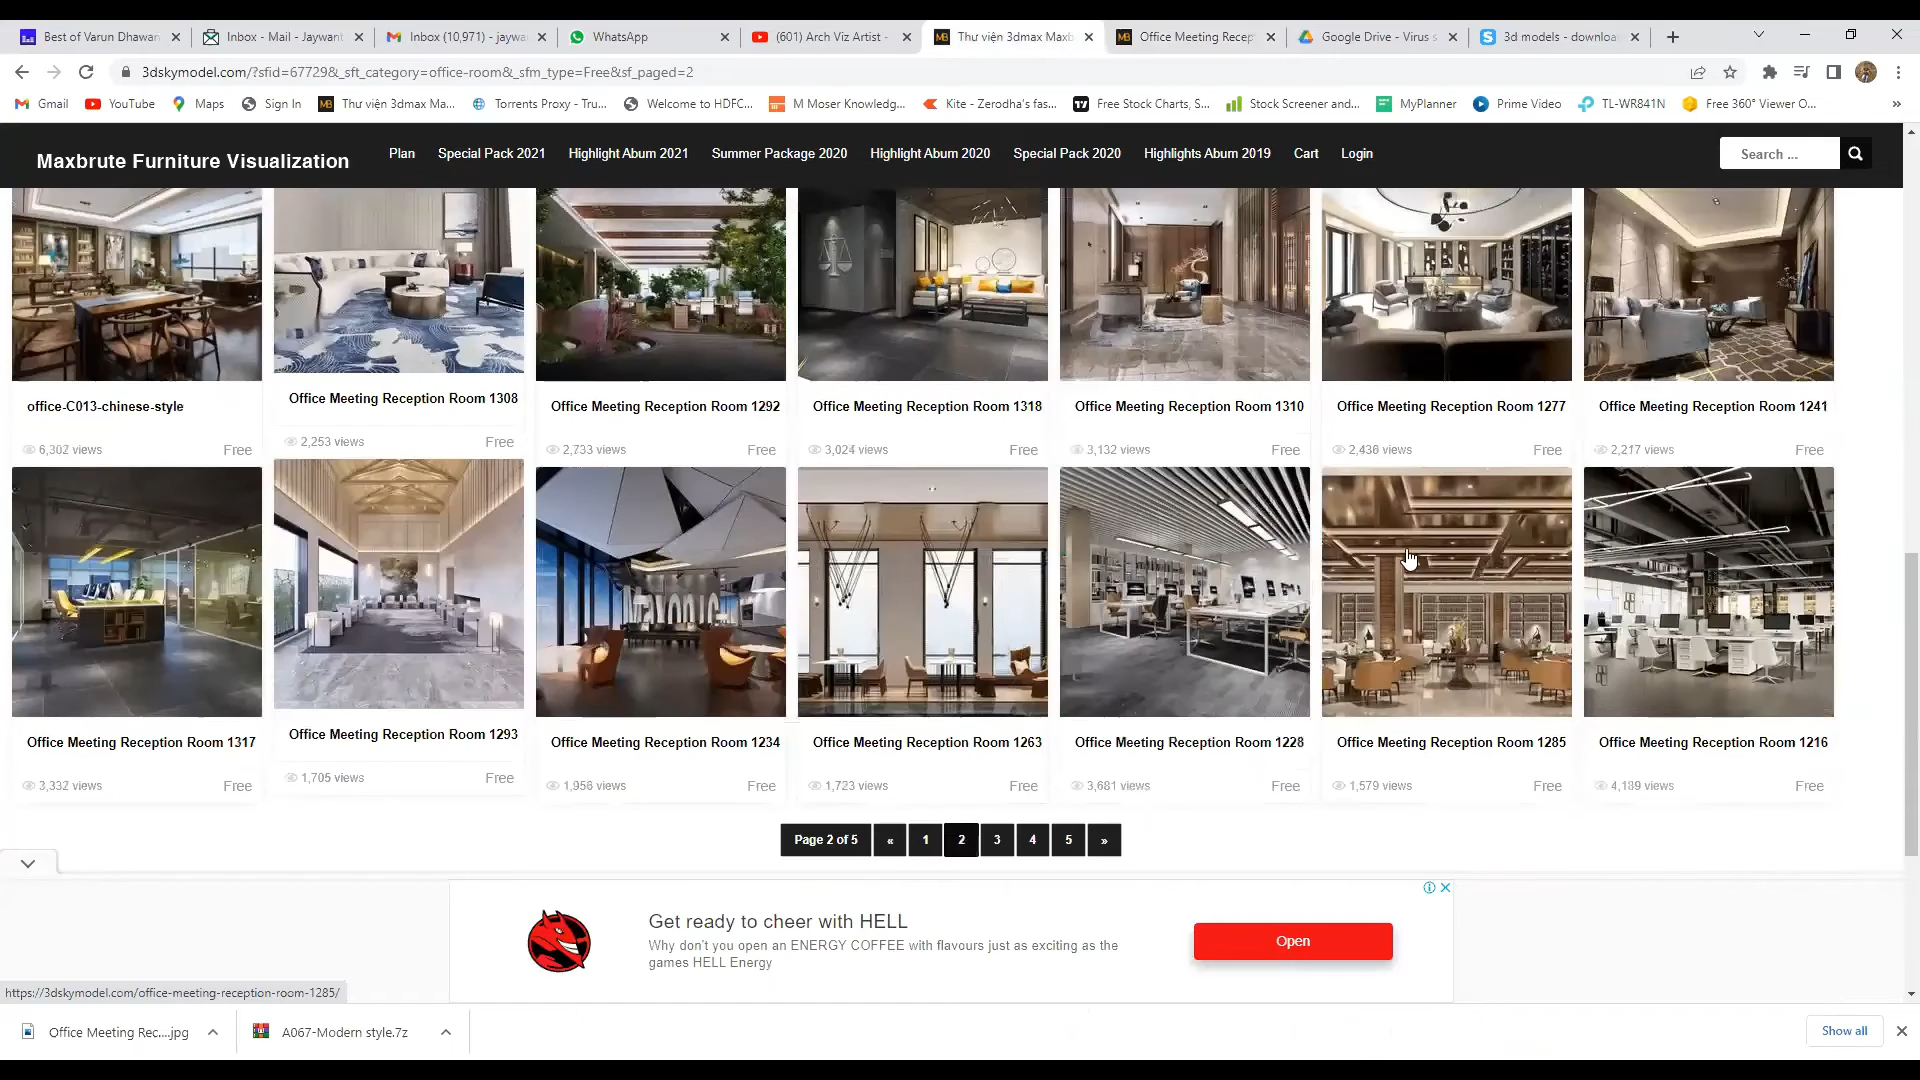 Best of Varun Dhawan
Inbox - Mail - Jaywant
Inbox (10,971) - jaywa
WhatsApp
(601) Arch Viz Artist -
Thư viện 3dmax Maxb
Office Meeting Recep
Google Drive - Virus s
3d models - downloa
3dskymodel.com/?sfid=67729&_sft_category=office-room&_sfm_type=Free&sf_paged=2
Gmail
YouTube
Maps
Sign In
Thư viện 3dmax Ma...
Torrents Proxy - Tru...
Welcome to HDFC...
M Moser Knowledg...
Kite - Zerodha's fas...
Free Stock Charts, S...
Stock Screener and...
MyPlanner
Prime Video
TL-WR841N
Free 360° Viewer O...
Maxbrute Furniture Visualization
Plan
Special Pack 2021
Highlight Abum 2021
Summer Package 2020
Highlight Abum 2020
Special Pack 2020
Highlights Abum 2019
Cart
Login
Search ...
office-C013-chinese-style
Office Meeting Reception Room 1308
Office Meeting Reception Room 1292
Office Meeting Reception Room 1318
Office Meeting Reception Room 1310
Office Meeting Reception Room 1277
Office Meeting Reception Room 1241
6,302 views Free
2,253 views Free
2,733 views Free
3,024 views Free
3,132 views Free
2,436 views Free
2,217 views Free
Office Meeting Reception Room 1317
Office Meeting Reception Room 1293
Office Meeting Reception Room 1234
Office Meeting Reception Room 1263
Office Meeting Reception Room 1228
Office Meeting Reception Room 1285
Office Meeting Reception Room 1216
3,332 views Free
1,705 views Free
1,956 views Free
1,723 views Free
3,681 views Free
1,579 views Free
4,189 views Free
Page 2 of 5 « 1 2 3 4 5 »
Get ready to cheer with HELL
Why don't you open an ENERGY COFFEE with flavours just as exciting as the
games HELL Energy
Open
https://3dskymodel.com/office-meeting-reception-room-1285/
Office Meeting Rec....jpg
A067-Modern style.7z
Show all